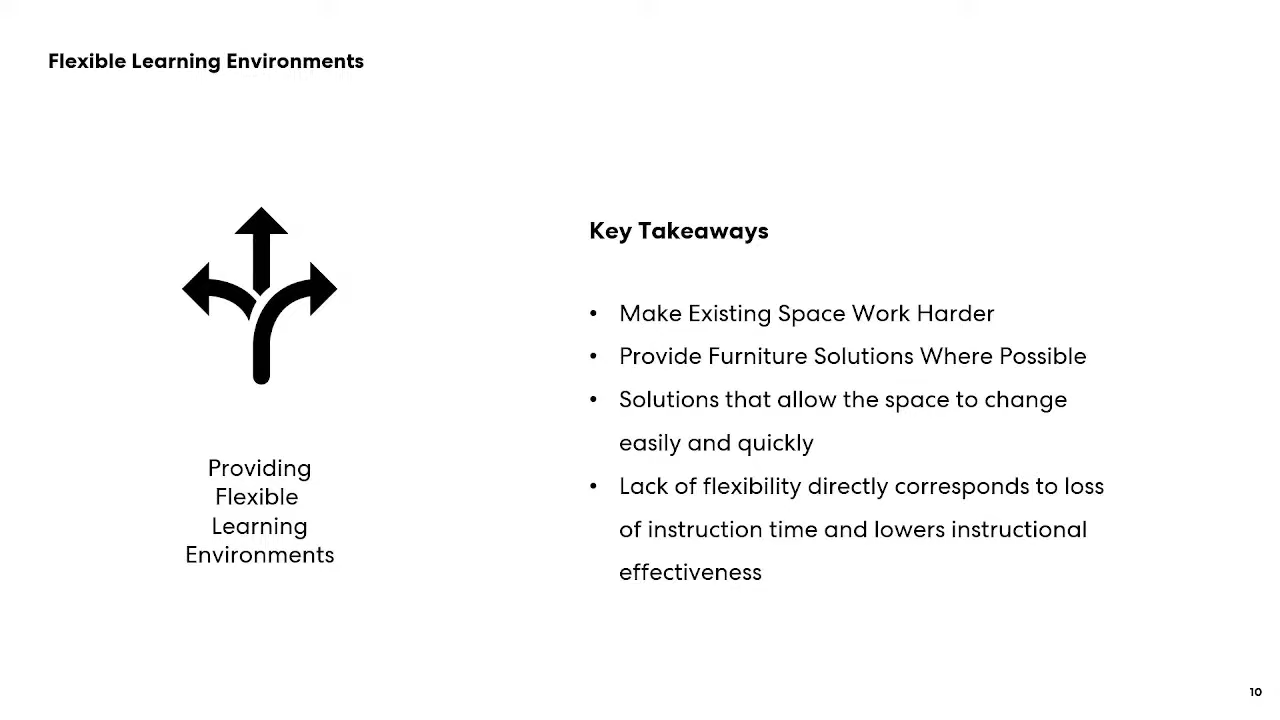 Flexible Learning Environments
Providing
Flexible
Learning
Environments
Key Takeaways
• Make Existing Space Work Harder
• Provide Furniture Solutions Where Possible
• Solutions that allow the space to change
easily and quickly
• Lack of flexibility directly corresponds to loss
of instruction time and lowers instructional
effectiveness
10